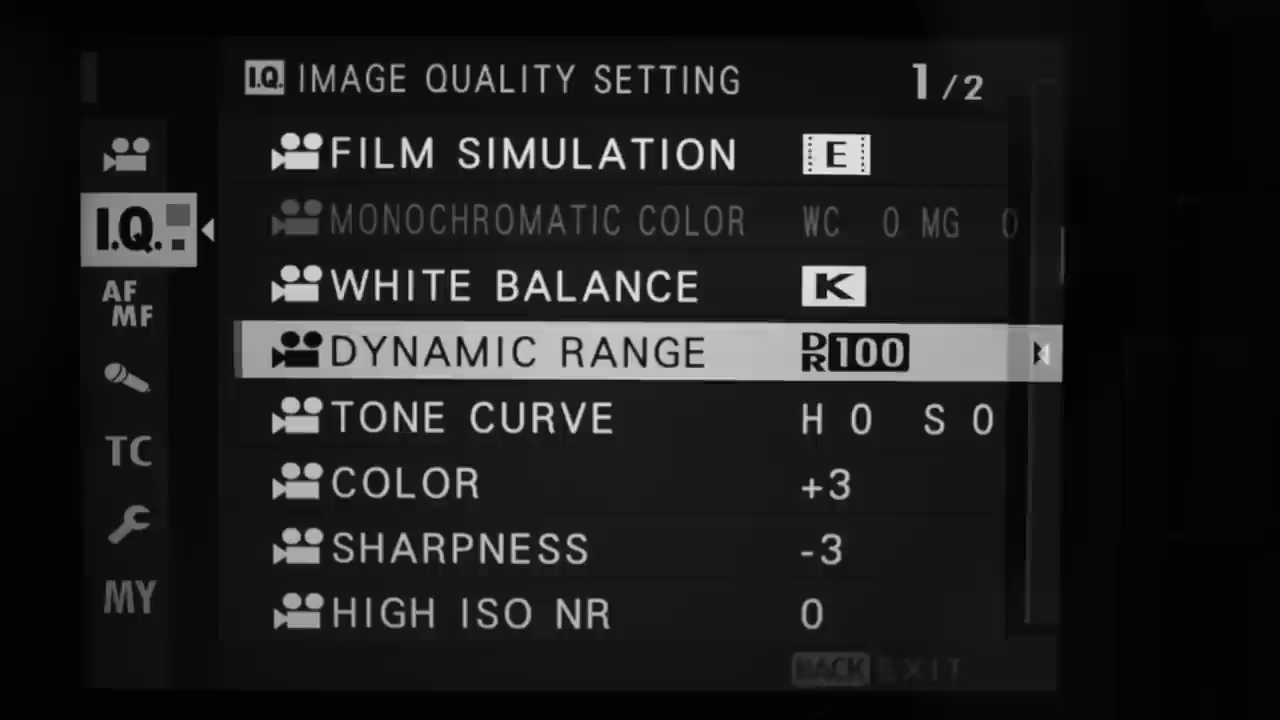 I.Q. IMAGE QUALITY SETTING 1/2
FILM SIMULATION E
MONOCHROMATIC COLOR WC 0 MG 0
I.Q.
WHITE BALANCE K
AF
MF
DYNAMIC RANGE DR100
TONE CURVE H 0 S 0
TC
COLOR +3
SHARPNESS -3
MY
HIGH ISO NR 0
BACK EXIT